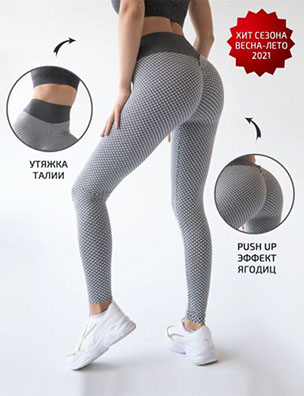 ХИТ СЕЗОНА
ВЕСНА-ЛЕТО
2021
УТЯЖКА
ТАЛИИ
PUSH UP
ЭФФЕКТ
ЯГОДИЦ